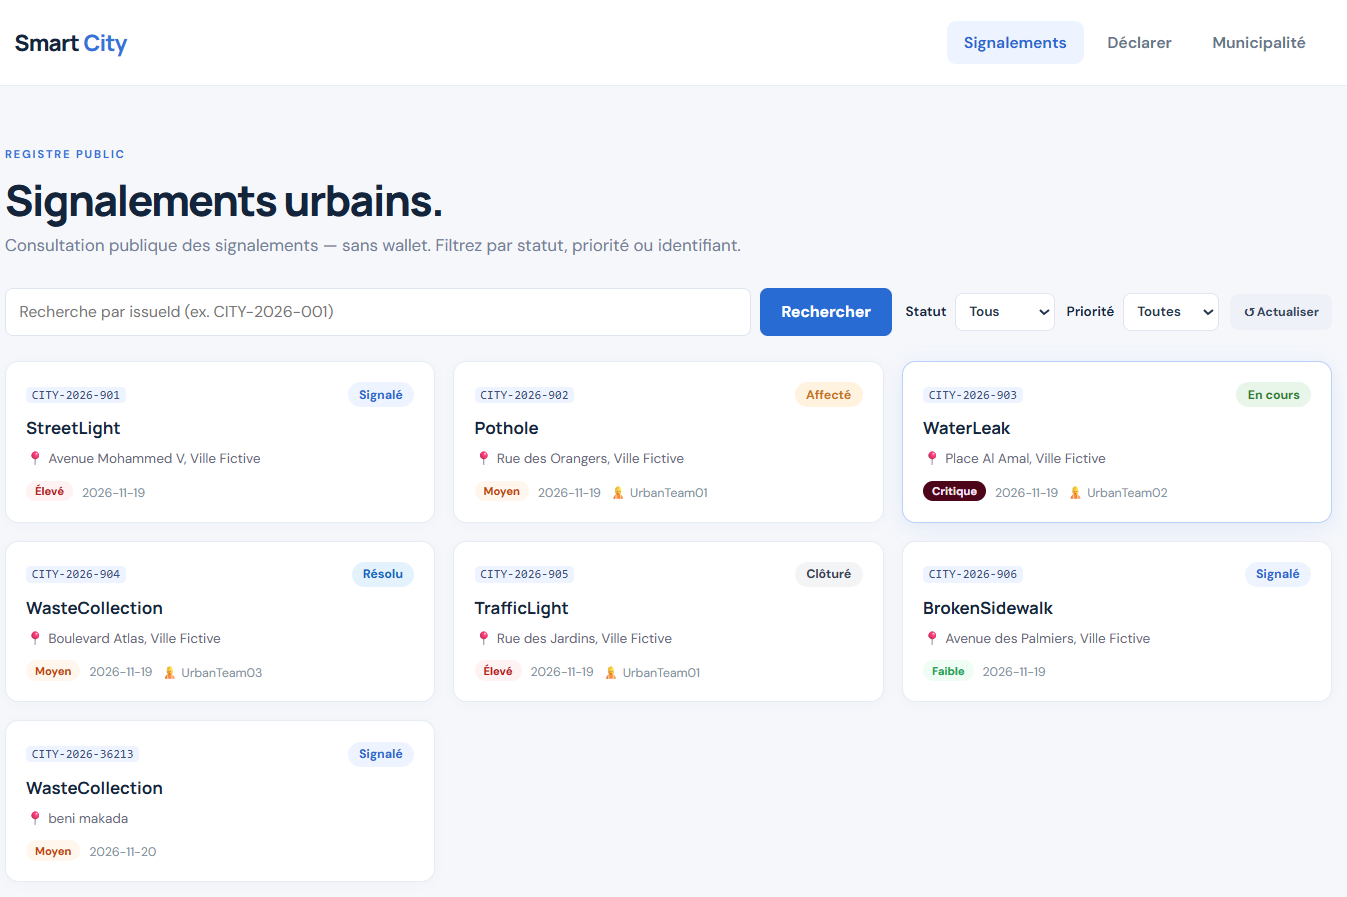 Smart City
Signalements
Déclarer
Municipalité
REGISTRE PUBLIC
Signalements urbains.
Consultation publique des signalements — sans wallet. Filtrez par statut, priorité ou identifiant.
Recherche par issueId (ex. CITY-2026-001)
Rechercher
Statut
Tous
Priorité
Toutes
↺ Actualiser
CITY-2026-901
Signalé
StreetLight
Avenue Mohammed V, Ville Fictive
Élevé 2026-11-19
CITY-2026-902
Affecté
Pothole
Rue des Orangers, Ville Fictive
Moyen 2026-11-19 UrbanTeam01
CITY-2026-903
En cours
WaterLeak
Place Al Amal, Ville Fictive
Critique 2026-11-19 UrbanTeam02
CITY-2026-904
Résolu
WasteCollection
Boulevard Atlas, Ville Fictive
Moyen 2026-11-19 UrbanTeam03
CITY-2026-905
Clôturé
TrafficLight
Rue des Jardins, Ville Fictive
Élevé 2026-11-19 UrbanTeam01
CITY-2026-906
Signalé
BrokenSidewalk
Avenue des Palmiers, Ville Fictive
Faible 2026-11-19
CITY-2026-36213
Signalé
WasteCollection
beni makada
Moyen 2026-11-20